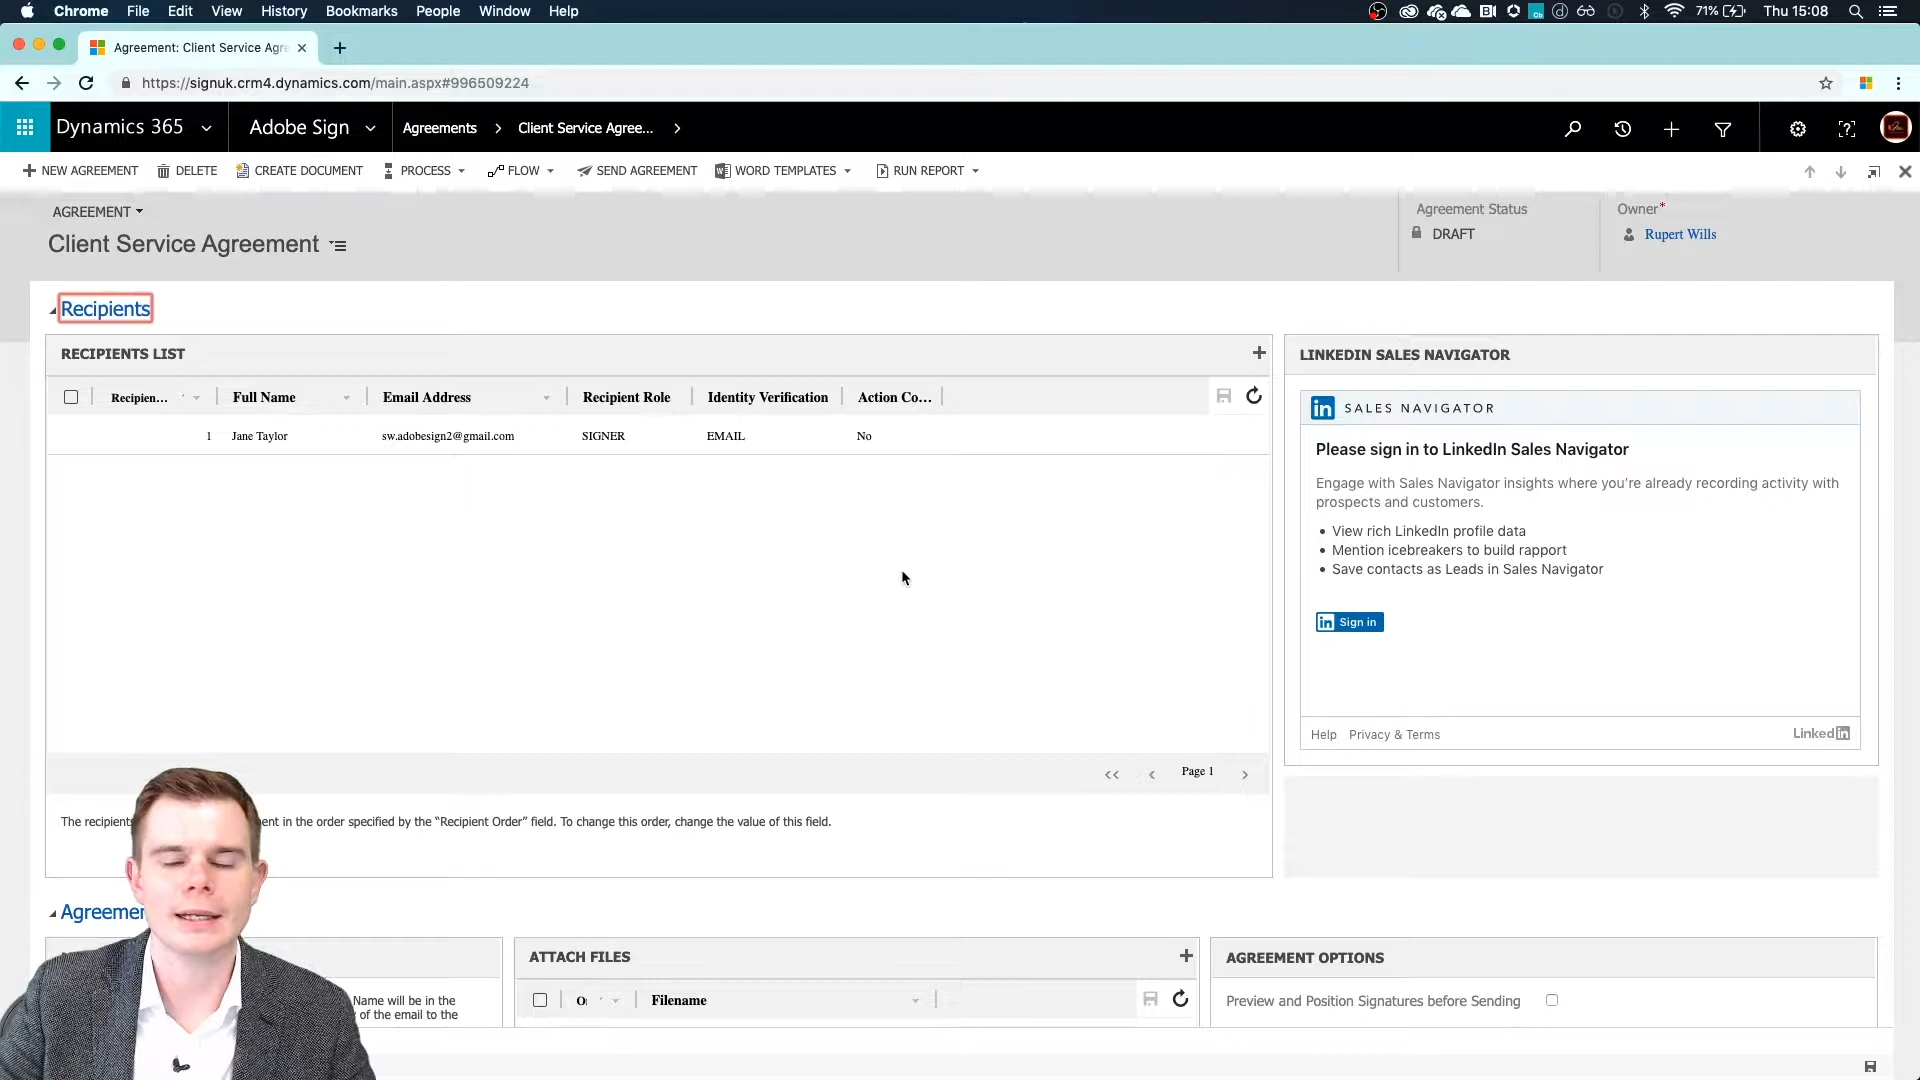 Chrome File Edit View History Bookmarks People Window Help
71% Thu 15:08
Agreement: Client Service Agre
https://signuk.crm4.dynamics.com/main.aspx#996509224
Dynamics 365 Adobe Sign Agreements > Client Service Agree... >
NEW AGREEMENT DELETE CREATE DOCUMENT PROCESS FLOW SEND AGREEMENT WORD TEMPLATES RUN REPORT
AGREEMENT
Client Service Agreement
Agreement Status
DRAFT
Owner*
Rupert Wills
Recipients
RECIPIENTS LIST
Recipien... Full Name Email Address Recipient Role Identity Verification Action Co...
1 Jane Taylor sw.adobesign2@gmail.com SIGNER EMAIL No
<< < Page 1 >
The recipients
ent in the order specified by the “Recipient Order” field. To change this order, change the value of this field.
LINKEDIN SALES NAVIGATOR
in SALES NAVIGATOR
Please sign in to LinkedIn Sales Navigator
Engage with Sales Navigator insights where you’re already recording activity with
prospects and customers.
• View rich LinkedIn profile data
• Mention icebreakers to build rapport
• Save contacts as Leads in Sales Navigator
in Sign in
Help Privacy & Terms
Linked in
Agreemen
Name will be in the
of the email to the
ATTACH FILES
Filename
AGREEMENT OPTIONS
Preview and Position Signatures before Sending